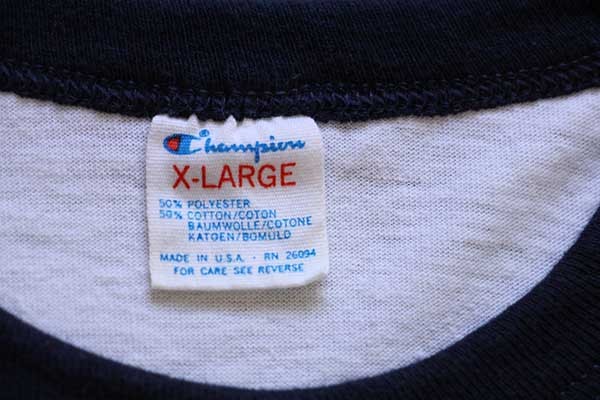 Champion®
X-LARGE
50% POLYESTER
50% COTTON/COTON
BAUMWOLLE/COTONE
KATOEN/BOMULD
MADE IN U.S.A. · RN 26094
FOR CARE SEE REVERSE